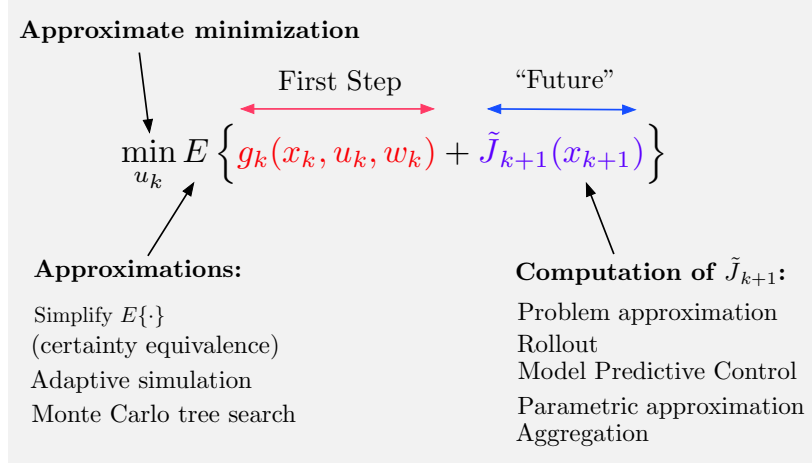 Approximate minimization
First Step
“Future”
min E { g_k(x_k, u_k, w_k) + J̃_{k+1}(x_{k+1}) }
u_k
Approximations:
Simplify E{·}
(certainty equivalence)
Adaptive simulation
Monte Carlo tree search
Computation of J̃_{k+1}:
Problem approximation
Rollout
Model Predictive Control
Parametric approximation
Aggregation